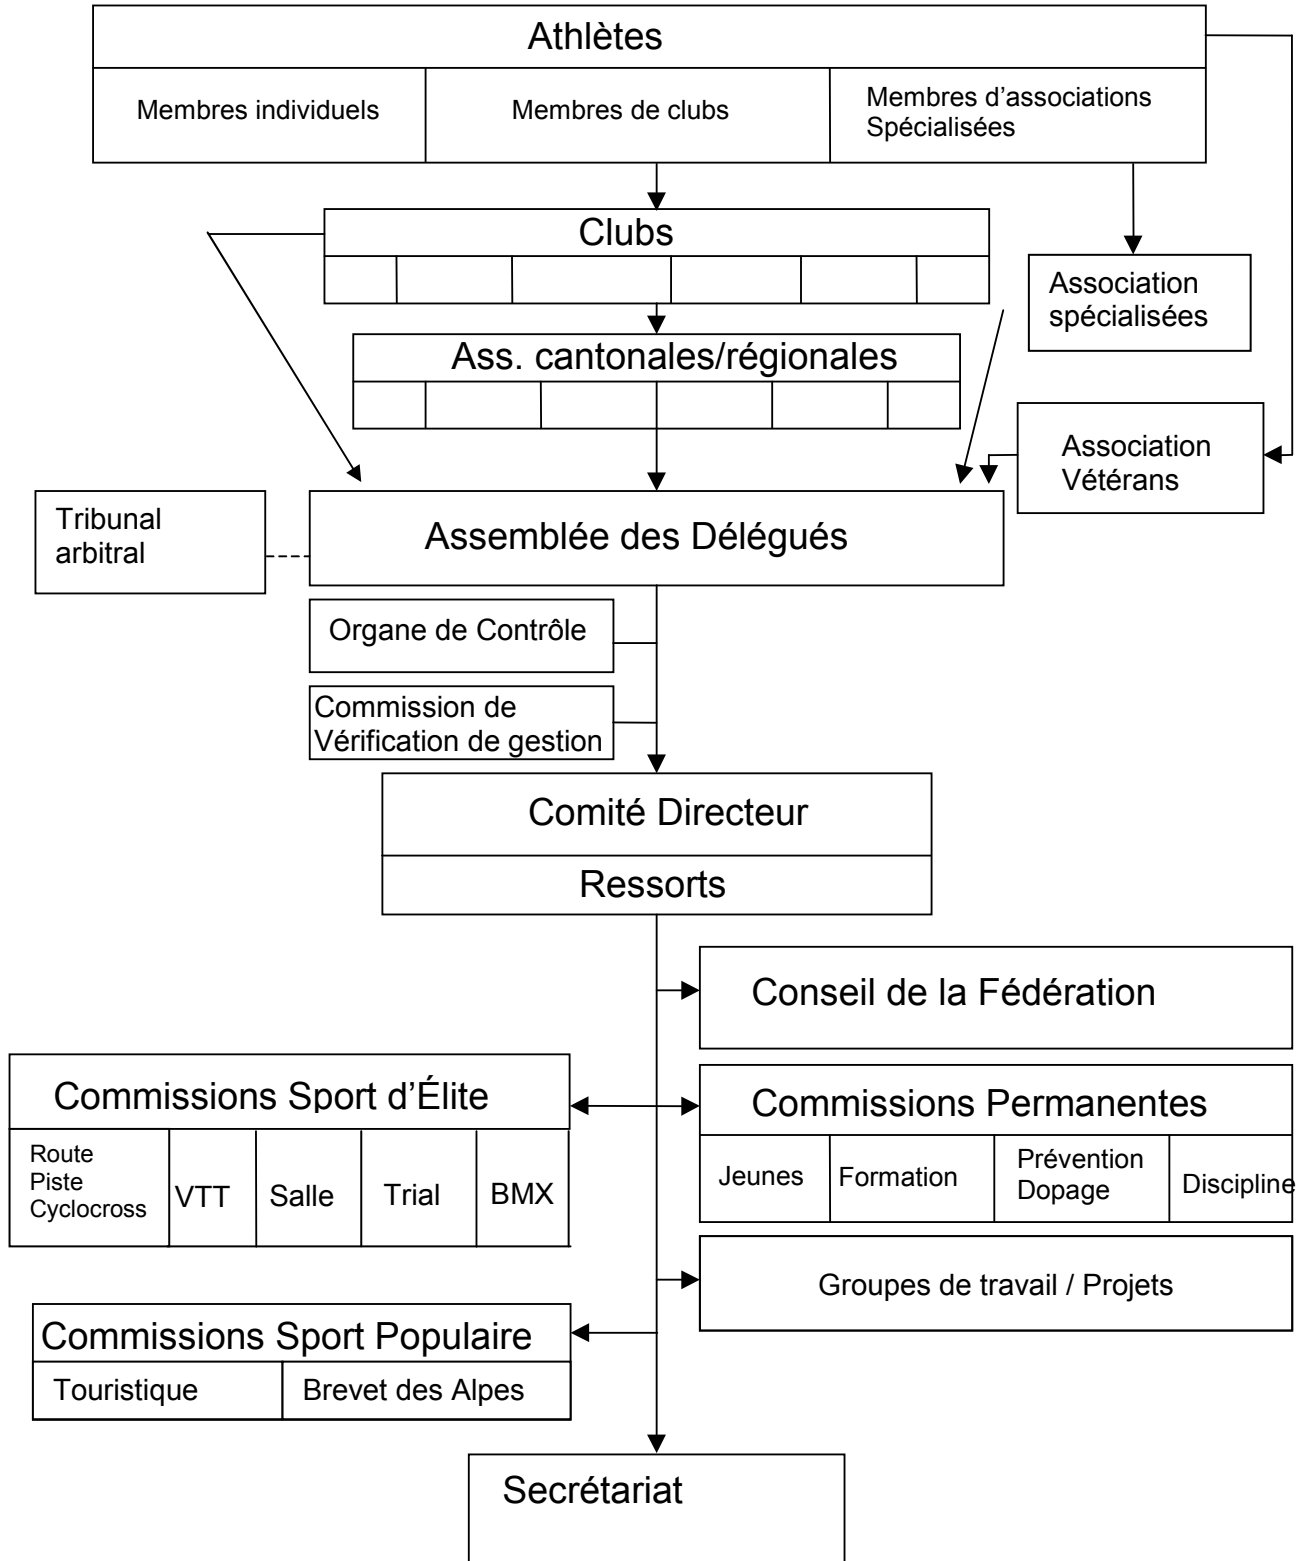 Athlètes
Membres individuels
Membres de clubs
Membres d’associations
Spécialisées
Clubs
Association
spécialisées
Ass. cantonales/régionales
Association
Vétérans
Tribunal
arbitral
Assemblée des Délégués
Organe de Contrôle
Commission de
Vérification de gestion
Comité Directeur
Ressorts
Conseil de la Fédération
Commissions Sport d’Élite
Route
Piste
Cyclocross
VTT
Salle
Trial
BMX
Commissions Permanentes
Jeunes
Formation
Prévention
Dopage
Discipline
Groupes de travail / Projets
Commissions Sport Populaire
Touristique
Brevet des Alpes
Secrétariat